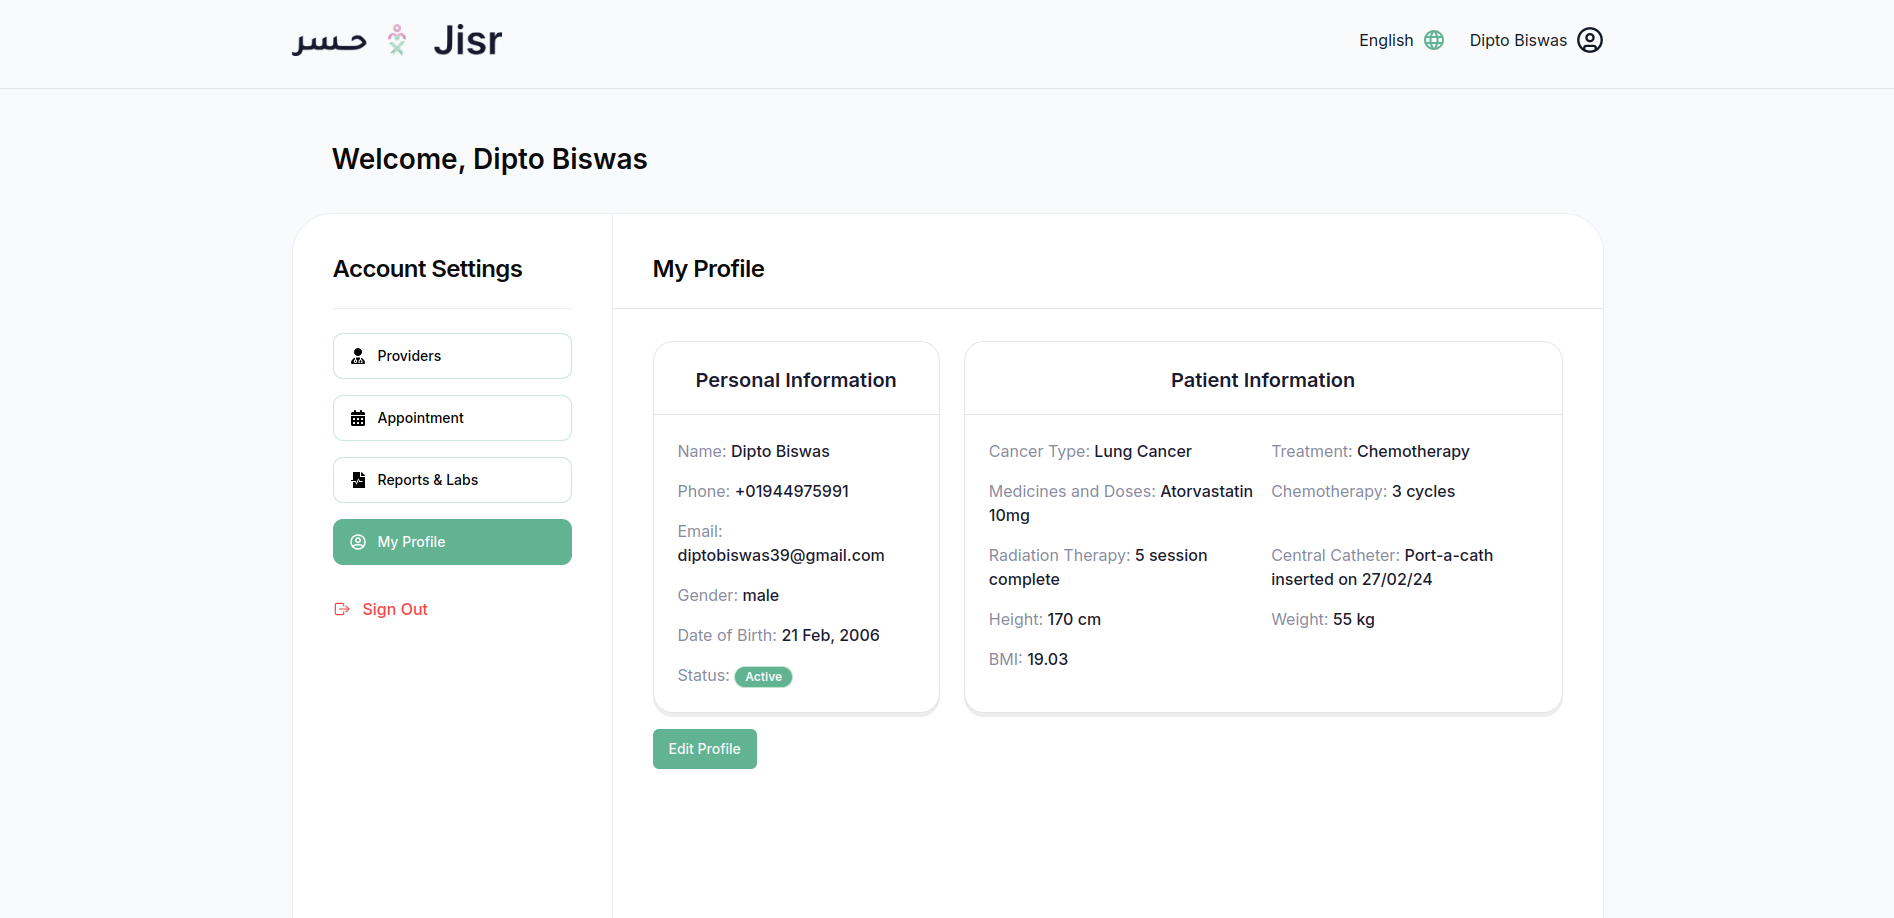 حسر Jisr
English
Dipto Biswas
Welcome, Dipto Biswas
Account Settings
Providers
Appointment
Reports & Labs
My Profile
Sign Out
My Profile
Personal Information
Name: Dipto Biswas
Phone: +01944975991
Email:
diptobiswas39@gmail.com
Gender: male
Date of Birth: 21 Feb, 2006
Status: Active
Patient Information
Cancer Type: Lung Cancer
Treatment: Chemotherapy
Medicines and Doses: Atorvastatin
10mg
Chemotherapy: 3 cycles
Radiation Therapy: 5 session
complete
Central Catheter: Port-a-cath
inserted on 27/02/24
Height: 170 cm
Weight: 55 kg
BMI: 19.03
Edit Profile